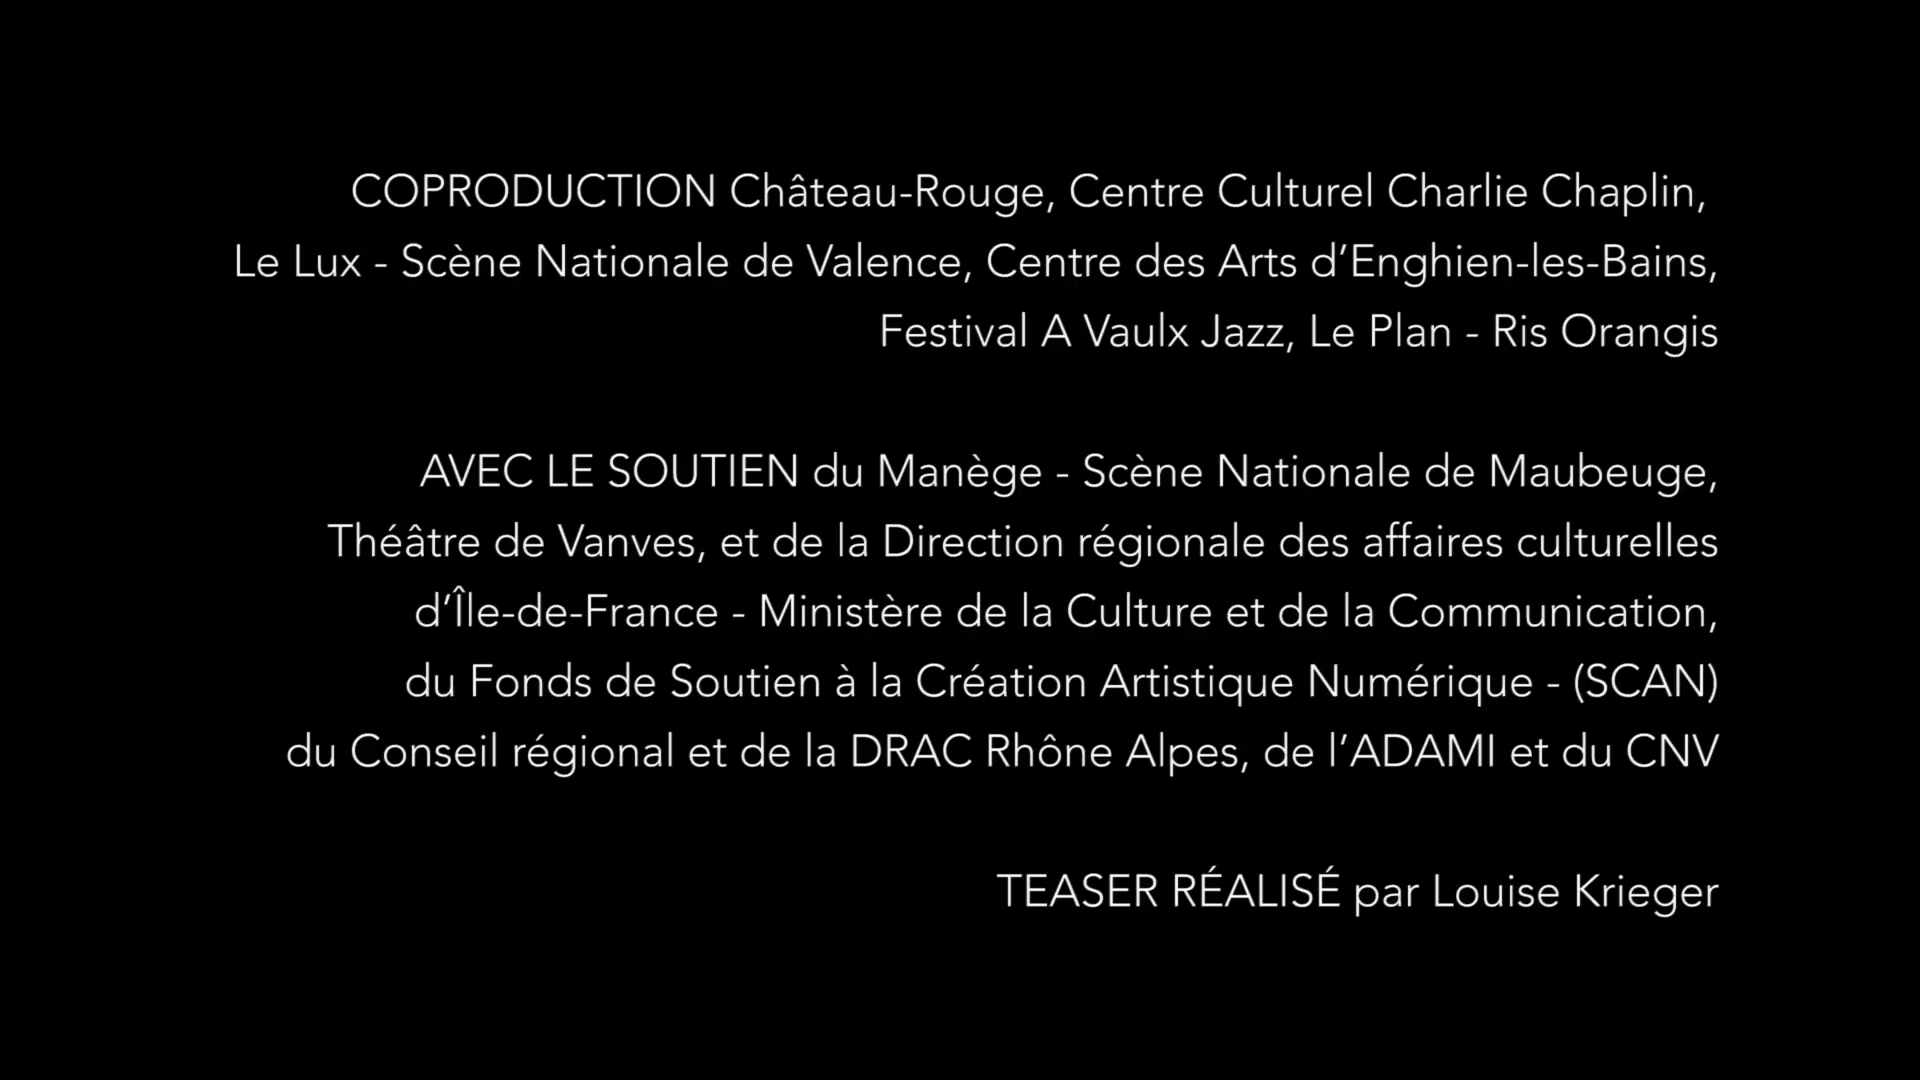 COPRODUCTION Château-Rouge, Centre Culturel Charlie Chaplin,
Le Lux - Scène Nationale de Valence, Centre des Arts d’Enghien-les-Bains,
Festival A Vaulx Jazz, Le Plan - Ris Orangis
AVEC LE SOUTIEN du Manège - Scène Nationale de Maubeuge,
Théâtre de Vanves, et de la Direction régionale des affaires culturelles
d’Île-de-France - Ministère de la Culture et de la Communication,
du Fonds de Soutien à la Création Artistique Numérique - (SCAN)
du Conseil régional et de la DRAC Rhône Alpes, de l’ADAMI et du CNV
TEASER RÉALISÉ par Louise Krieger